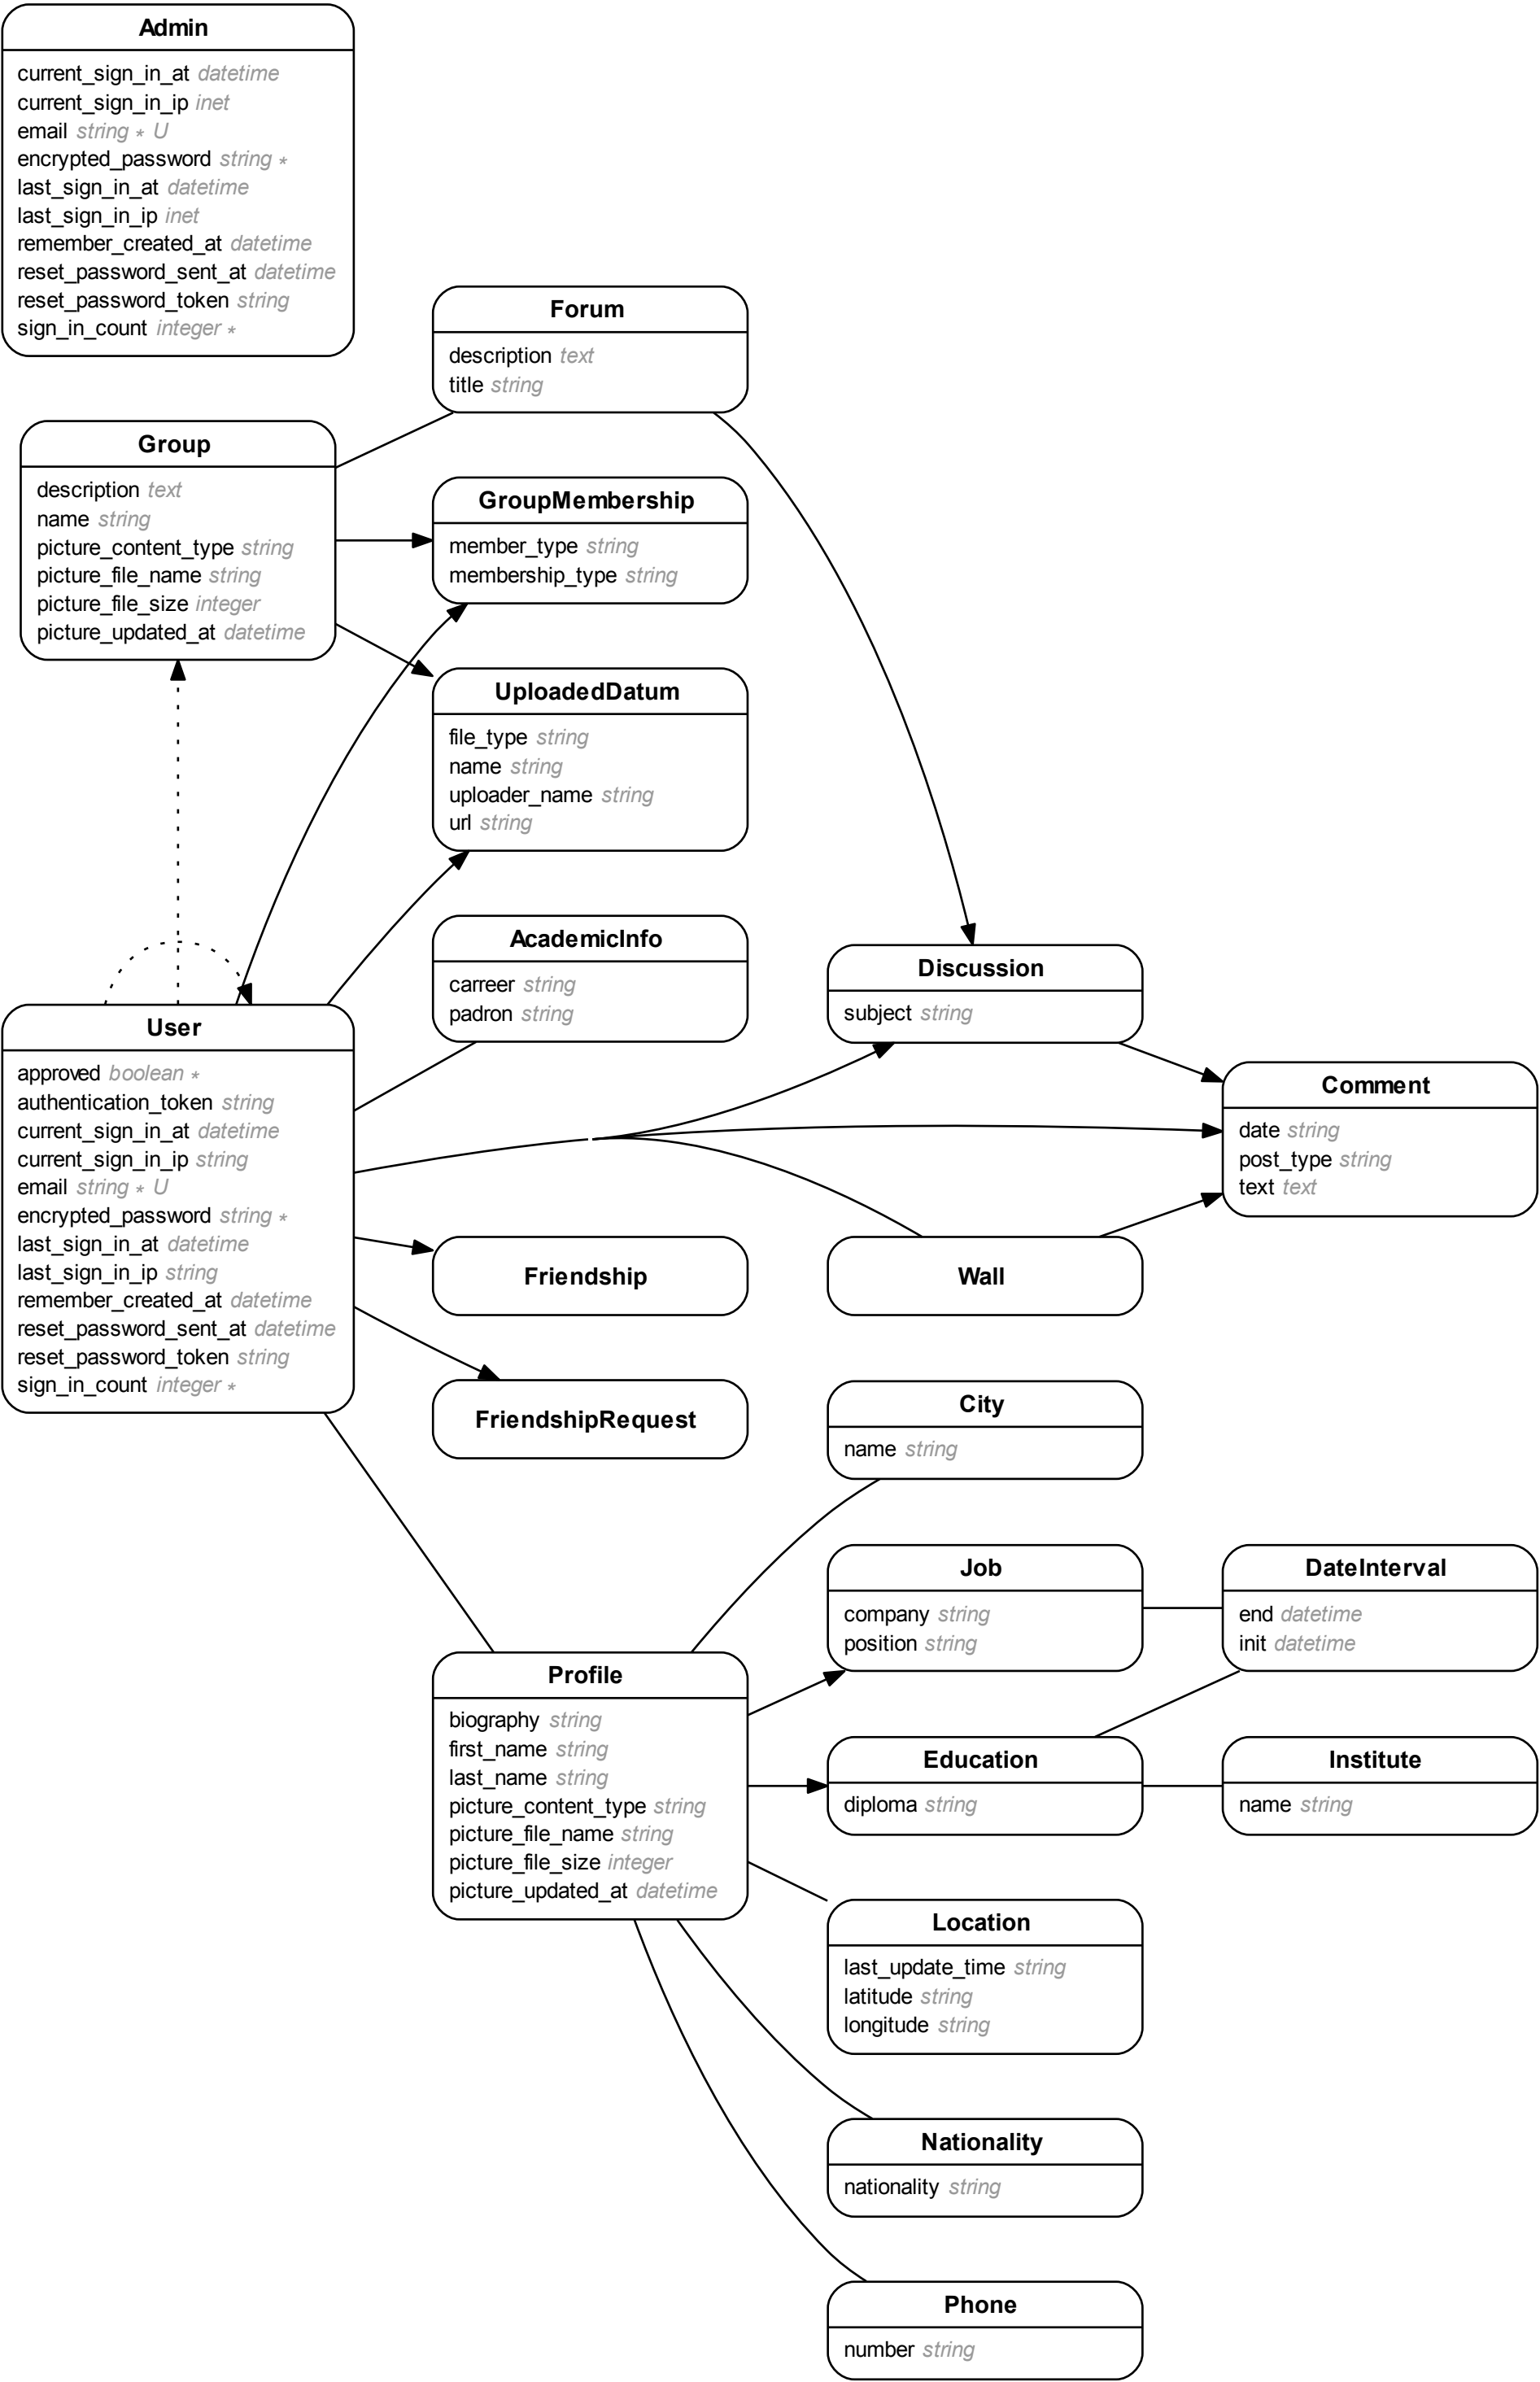 Admin
current_sign_in_at datetime
current_sign_in_ip inet
email string * U
encrypted_password string *
last_sign_in_at datetime
last_sign_in_ip inet
remember_created_at datetime
reset_password_sent_at datetime
reset_password_token string
sign_in_count integer *
Forum
description text
title string
Group
description text
name string
picture_content_type string
picture_file_name string
picture_file_size integer
picture_updated_at datetime
GroupMembership
member_type string
membership_type string
UploadedDatum
file_type string
name string
uploader_name string
url string
AcademicInfo
carreer string
padron string
Discussion
subject string
User
approved boolean *
authentication_token string
current_sign_in_at datetime
current_sign_in_ip string
email string * U
encrypted_password string *
last_sign_in_at datetime
last_sign_in_ip string
remember_created_at datetime
reset_password_sent_at datetime
reset_password_token string
sign_in_count integer *
Comment
date string
post_type string
text text
Friendship
Wall
FriendshipRequest
City
name string
Job
company string
position string
DateInterval
end datetime
init datetime
Profile
biography string
first_name string
last_name string
picture_content_type string
picture_file_name string
picture_file_size integer
picture_updated_at datetime
Education
diploma string
Institute
name string
Location
last_update_time string
latitude string
longitude string
Nationality
nationality string
Phone
number string